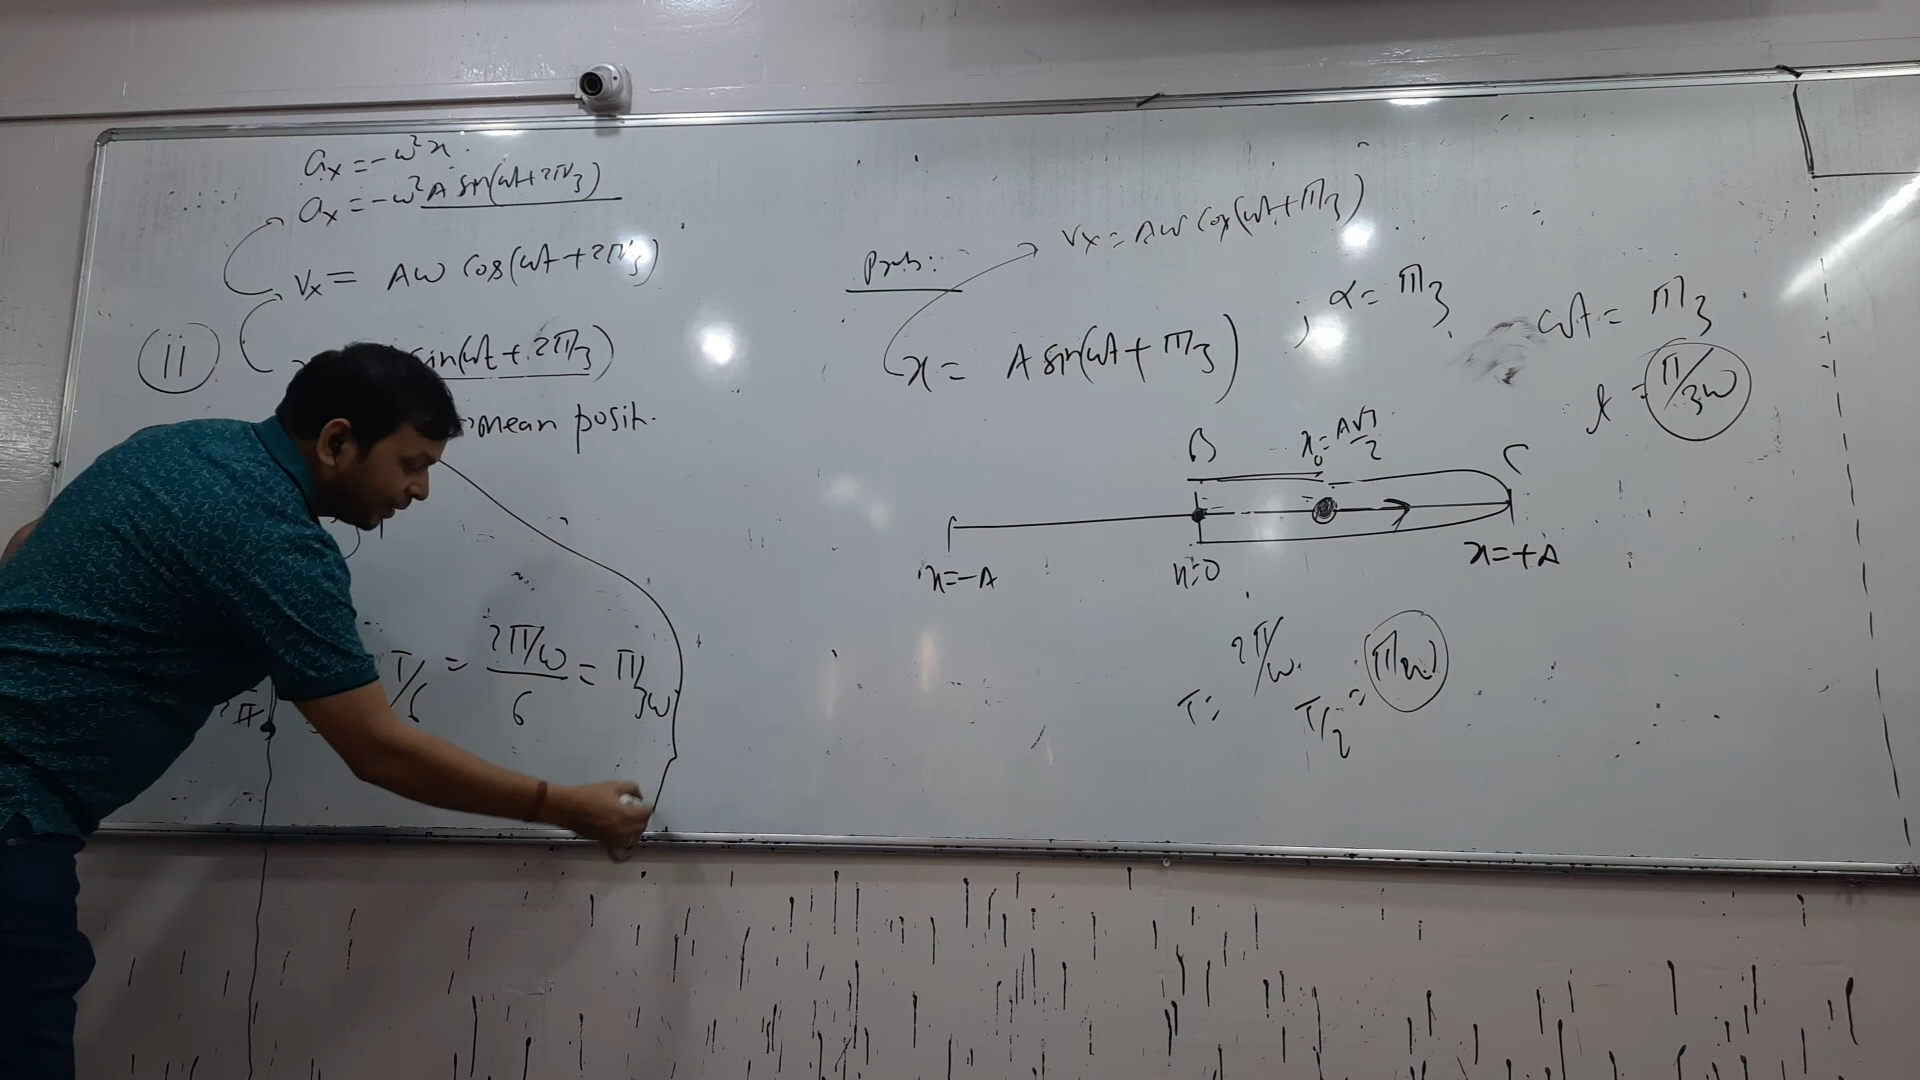 aₓ = -ω²x.
aₓ = -ω²A sin(ωt+2π/3)
vₓ = Aω cos(ωt+2π/3)
(ii)
sin(ωt+2π/3)
→ mean posit.
T/6 = 2π/ω / 6 = π/3ω
2π
Prob:
vₓ = Aω cos(ωt+π/3)
x = A sin(ωt+π/3) ; α = π/3
ωt = π/3
t = π/3ω
B x₀ = A√3/2 C
x=-A x=0 x=+A
T = 2π/ω
T/2 = π/ω